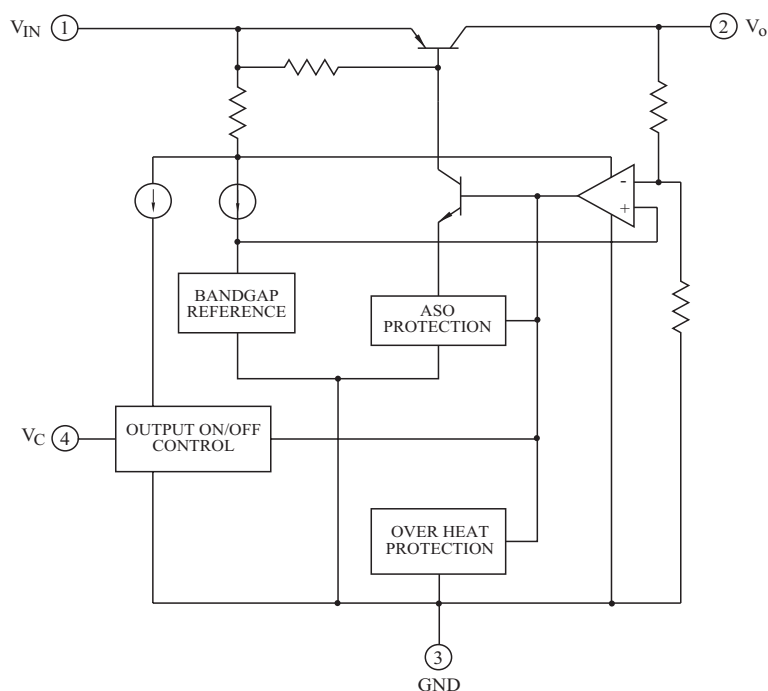 VIN 1
2 Vo
-
+
BANDGAP
REFERENCE
ASO
PROTECTION
VC 4
OUTPUT ON/OFF
CONTROL
OVER HEAT
PROTECTION
3
GND